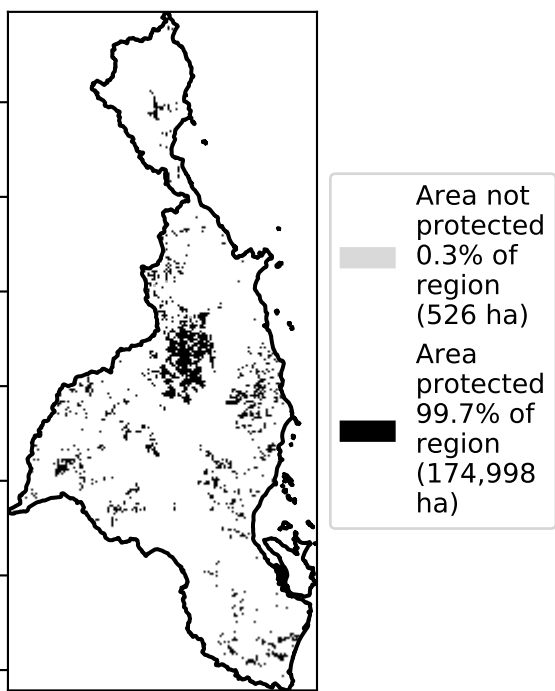 Area not
protected
0.3% of
region
(526 ha)
Area
protected
99.7% of
region
(174,998
ha)